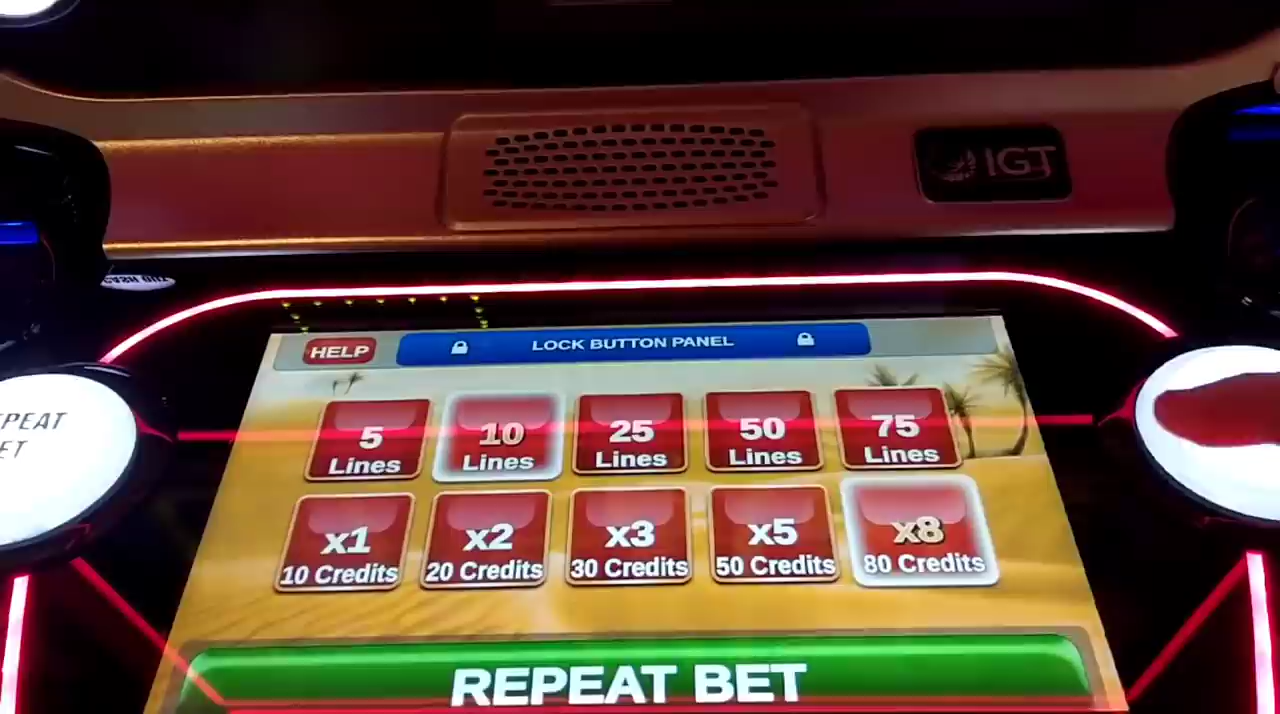 IGT
HELP
LOCK BUTTON PANEL
5
Lines
10
Lines
25
Lines
50
Lines
75
Lines
x1
10 Credits
x2
20 Credits
x3
30 Credits
x5
50 Credits
x8
80 Credits
REPEAT BET